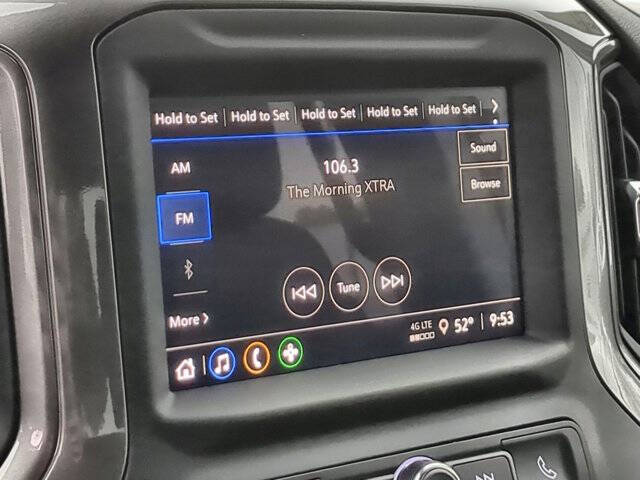 Hold to Set Hold to Set Hold to Set Hold to Set Hold to Set
Sound
AM
106.3
The Morning XTRA
Browse
FM
Tune
More
4G LTE 52° 9:53